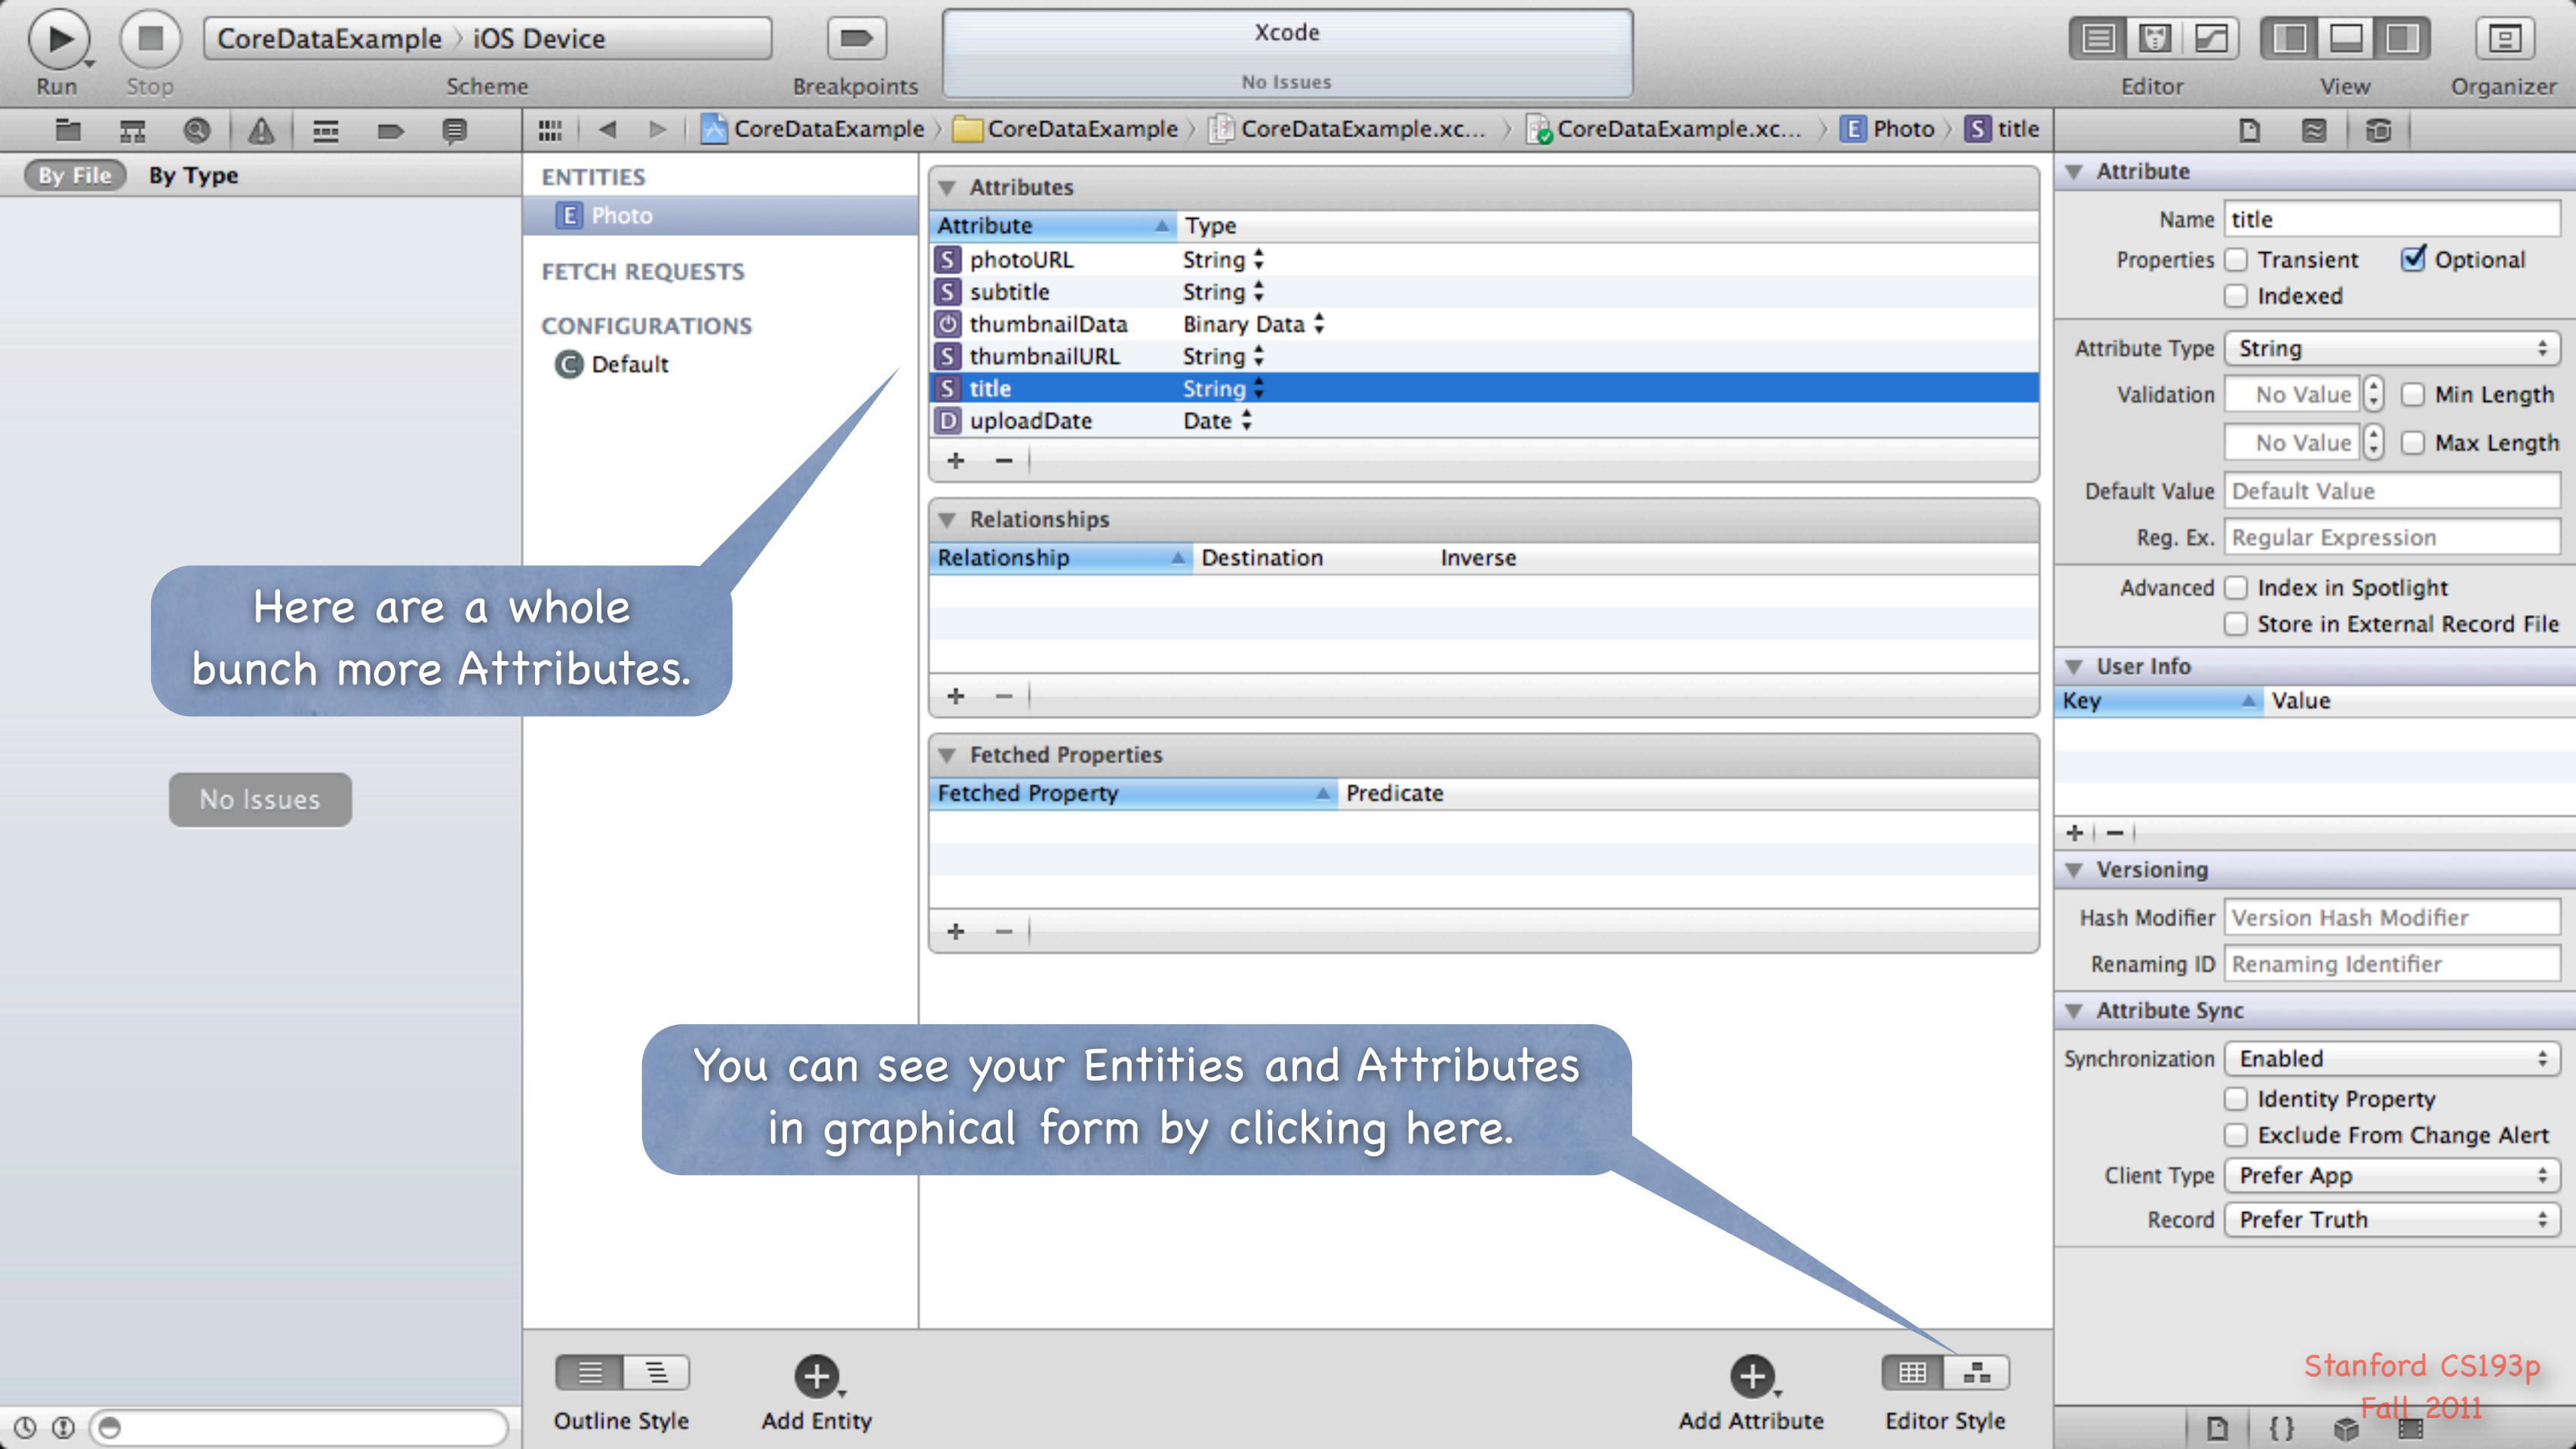 CoreDataExample 〉 iOS Device
Xcode
No Issues
Run
Stop
Scheme
Breakpoints
Editor
View
Organizer
CoreDataExample 〉 CoreDataExample 〉 CoreDataExample.xc... 〉 CoreDataExample.xc... 〉 E Photo 〉 S title
By File
By Type
No Issues
ENTITIES
E Photo
FETCH REQUESTS
CONFIGURATIONS
C Default
Attributes
Attribute Type
S photoURL String
S subtitle String
thumbnailData Binary Data
S thumbnailURL String
S title String
D uploadDate Date
+ −
Relationships
Relationship Destination Inverse
+ −
Fetched Properties
Fetched Property Predicate
+ −
Here are a whole
bunch more Attributes.
You can see your Entities and Attributes
in graphical form by clicking here.
Outline Style
Add Entity
Add Attribute
Editor Style
Attribute
Name title
Properties Transient Optional
Indexed
Attribute Type String
Validation No Value Min Length
No Value Max Length
Default Value Default Value
Reg. Ex. Regular Expression
Advanced Index in Spotlight
Store in External Record File
User Info
Key Value
+ −
Versioning
Hash Modifier Version Hash Modifier
Renaming ID Renaming Identifier
Attribute Sync
Synchronization Enabled
Identity Property
Exclude From Change Alert
Client Type Prefer App
Record Prefer Truth
Stanford CS193p
Fall 2011
{ }